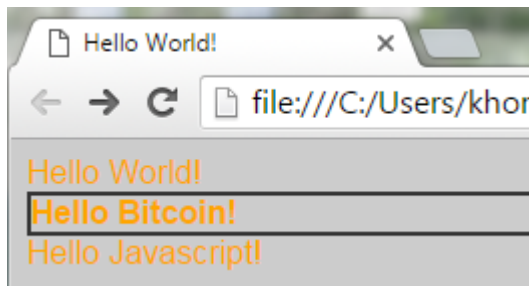 Hello World!
file:///C:/Users/khor
Hello World!
Hello Bitcoin!
Hello Javascript!